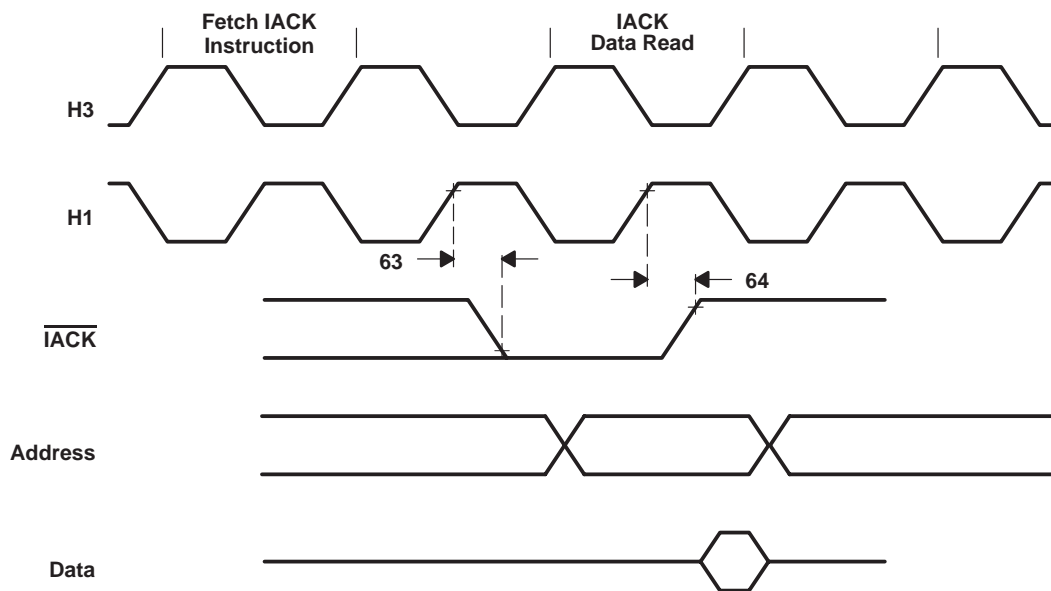 Fetch IACK
Instruction
IACK
Data Read
H3
H1
63
64
IACK
Address
Data